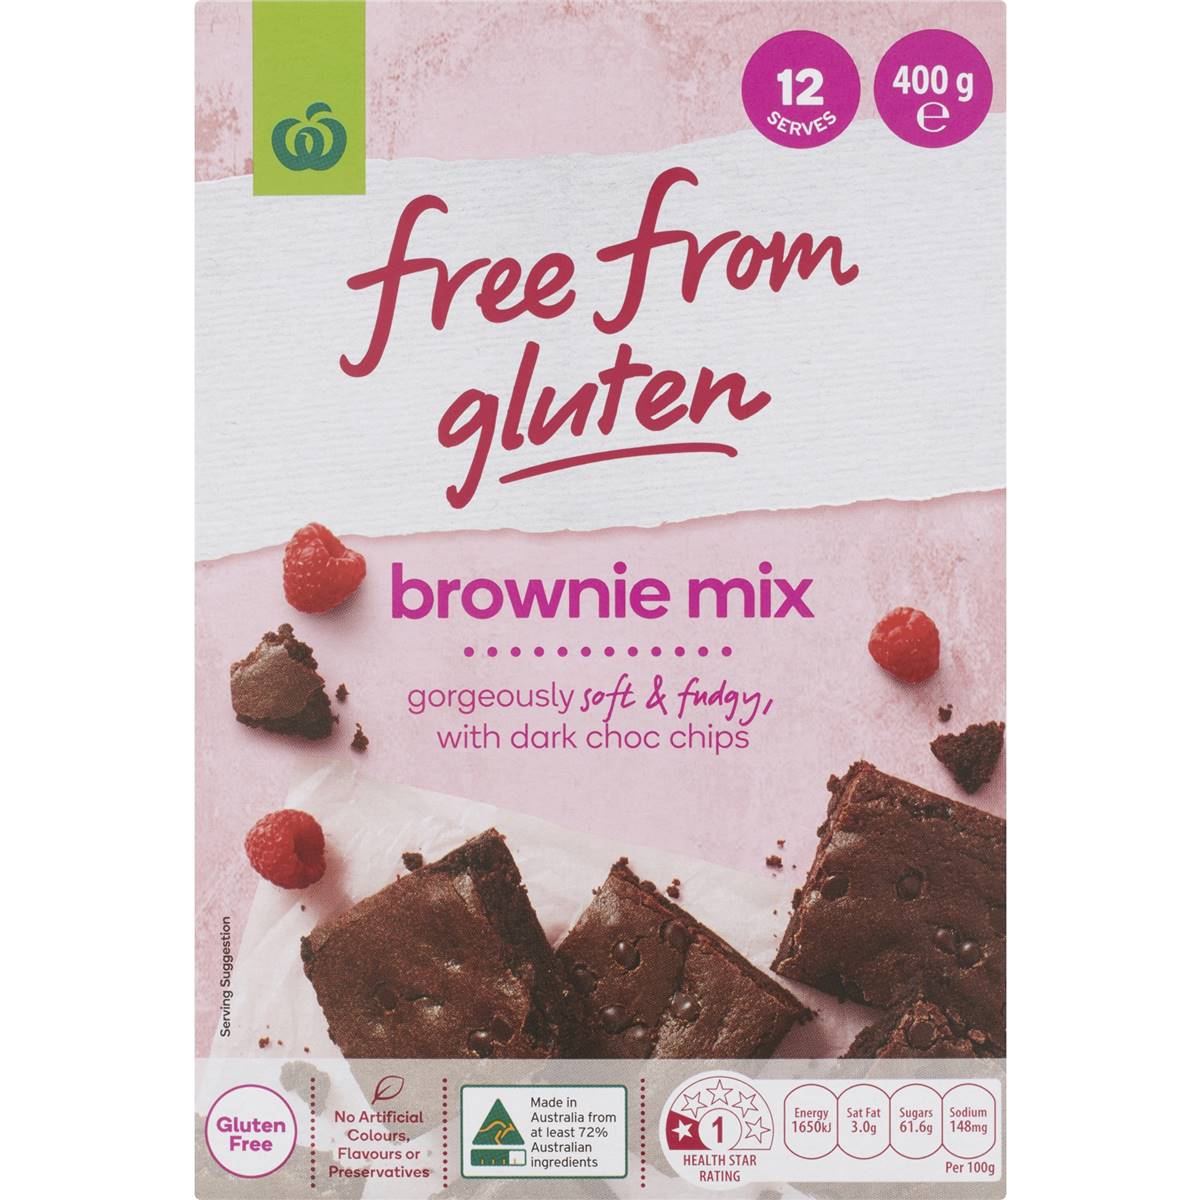 12
SERVES
400 g
e
free from
gluten
brownie mix
gorgeously soft & fudgy,
with dark choc chips
Serving Suggestion
Gluten
Free
No Artificial
Colours,
Flavours or
Preservatives
Made in
Australia from
at least 72%
Australian
ingredients
1
HEALTH STAR
RATING
Energy
1650kJ
Sat Fat
3.0g
Sugars
61.6g
Sodium
148mg
Per 100g